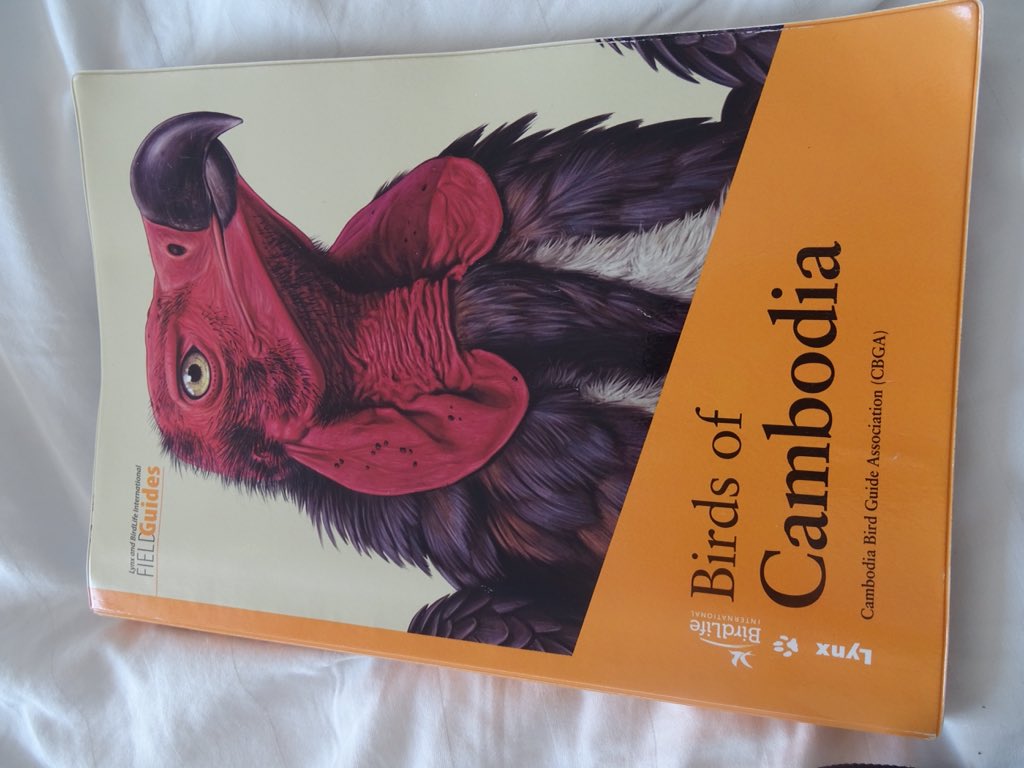 Lynx and BirdLife International
FIELD Guides
Birds of
Cambodia
Cambodia Bird Guide Association (CBGA)
BirdLife
INTERNATIONAL
Lynx